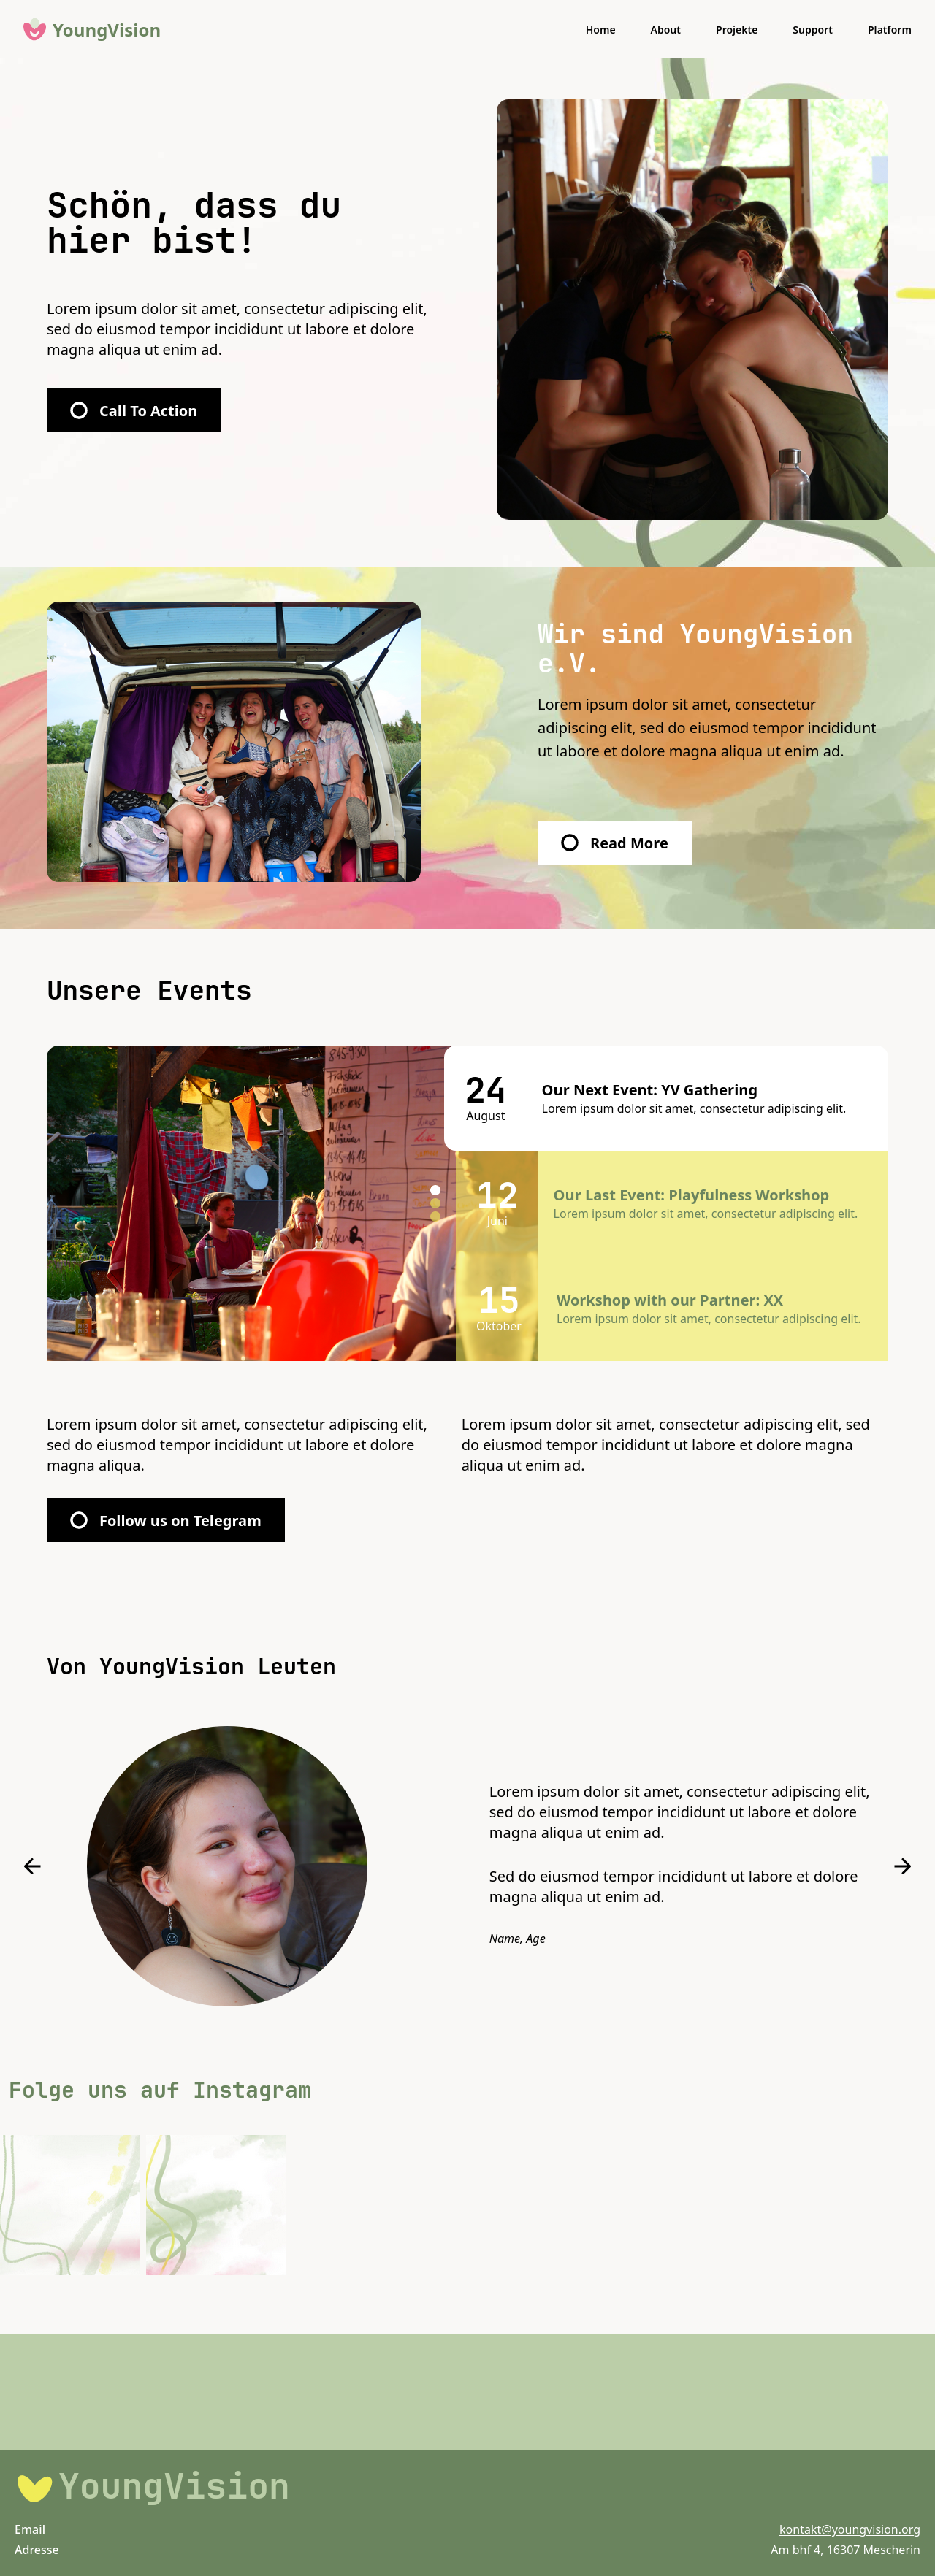 YoungVision
Home About Projekte Support Platform
Schön, dass du
hier bist!
Lorem ipsum dolor sit amet, consectetur adipiscing elit,
sed do eiusmod tempor incididunt ut labore et dolore
magna aliqua ut enim ad.
Call To Action
Wir sind YoungVision
e.V.
Lorem ipsum dolor sit amet, consectetur
adipiscing elit, sed do eiusmod tempor incididunt
ut labore et dolore magna aliqua ut enim ad.
Read More
Unsere Events
24
August
Our Next Event: YV Gathering
Lorem ipsum dolor sit amet, consectetur adipiscing elit.
12
Juni
Our Last Event: Playfulness Workshop
Lorem ipsum dolor sit amet, consectetur adipiscing elit.
15
Oktober
Workshop with our Partner: XX
Lorem ipsum dolor sit amet, consectetur adipiscing elit.
Lorem ipsum dolor sit amet, consectetur adipiscing elit,
sed do eiusmod tempor incididunt ut labore et dolore
magna aliqua.
Lorem ipsum dolor sit amet, consectetur adipiscing elit, sed
do eiusmod tempor incididunt ut labore et dolore magna
aliqua ut enim ad.
Follow us on Telegram
Von YoungVision Leuten
Lorem ipsum dolor sit amet, consectetur adipiscing elit,
sed do eiusmod tempor incididunt ut labore et dolore
magna aliqua ut enim ad.
Sed do eiusmod tempor incididunt ut labore et dolore
magna aliqua ut enim ad.
Name, Age
Folge uns auf Instagram
YoungVision
Email kontakt@youngvision.org
Adresse Am bhf 4, 16307 Mescherin